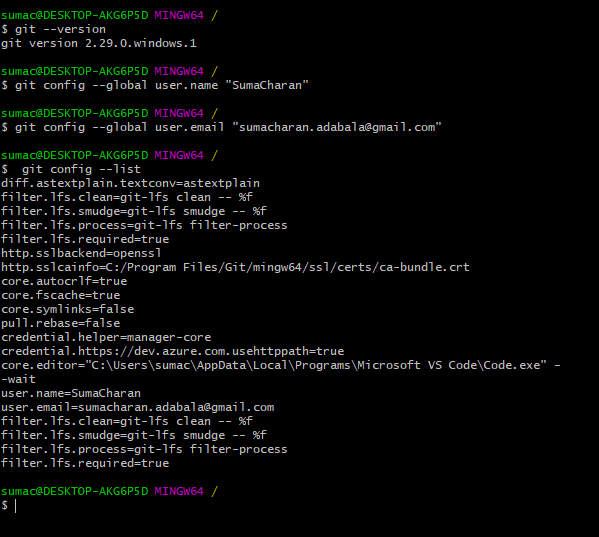 sumac@DESKTOP-AKG6P5D MINGW64 /
$ git --version
git version 2.29.0.windows.1
sumac@DESKTOP-AKG6P5D MINGW64 /
$ git config --global user.name "SumaCharan"
sumac@DESKTOP-AKG6P5D MINGW64 /
$ git config --global user.email "sumacharan.adabala@gmail.com"
sumac@DESKTOP-AKG6P5D MINGW64 /
$  git config --list
diff.astextplain.textconv=astextplain
filter.lfs.clean=git-lfs clean -- %f
filter.lfs.smudge=git-lfs smudge -- %f
filter.lfs.process=git-lfs filter-process
filter.lfs.required=true
http.sslbackend=openssl
http.sslcainfo=C:/Program Files/Git/mingw64/ssl/certs/ca-bundle.crt
core.autocrlf=true
core.fscache=true
core.symlinks=false
pull.rebase=false
credential.helper=manager-core
credential.https://dev.azure.com.usehttppath=true
core.editor="C:\Users\sumac\AppData\Local\Programs\Microsoft VS Code\Code.exe" -
-wait
user.name=SumaCharan
user.email=sumacharan.adabala@gmail.com
filter.lfs.clean=git-lfs clean -- %f
filter.lfs.smudge=git-lfs smudge -- %f
filter.lfs.process=git-lfs filter-process
filter.lfs.required=true
sumac@DESKTOP-AKG6P5D MINGW64 /
$